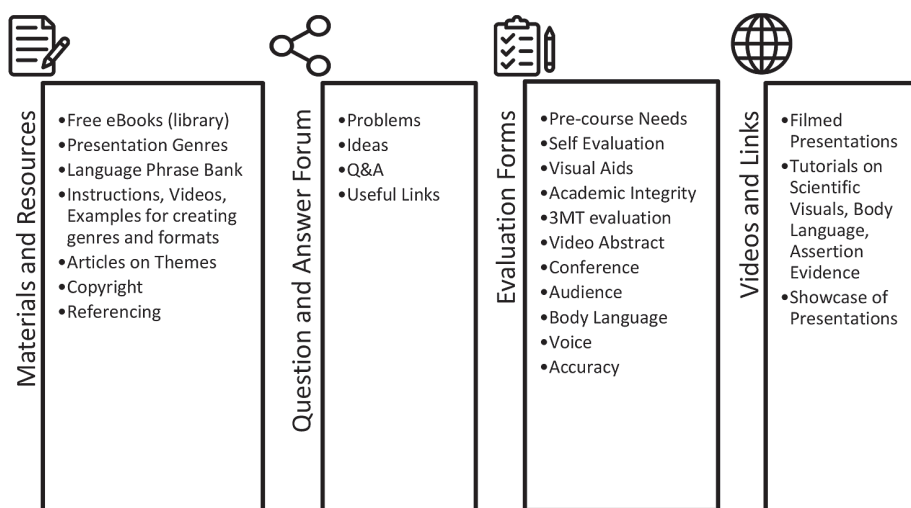 Materials and Resources
•Free eBooks (library)
•Presentation Genres
•Language Phrase Bank
•Instructions, Videos,
Examples for creating
genres and formats
•Articles on Themes
•Copyright
•Referencing
Question and Answer Forum
•Problems
•Ideas
•Q&A
•Useful Links
Evaluation Forms
•Pre-course Needs
•Self Evaluation
•Visual Aids
•Academic Integrity
•3MT evaluation
•Video Abstract
•Conference
•Audience
•Body Language
•Voice
•Accuracy
Videos and Links
•Filmed
Presentations
•Tutorials on
Scientific
Visuals, Body
Language,
Assertion
Evidence
•Showcase of
Presentations